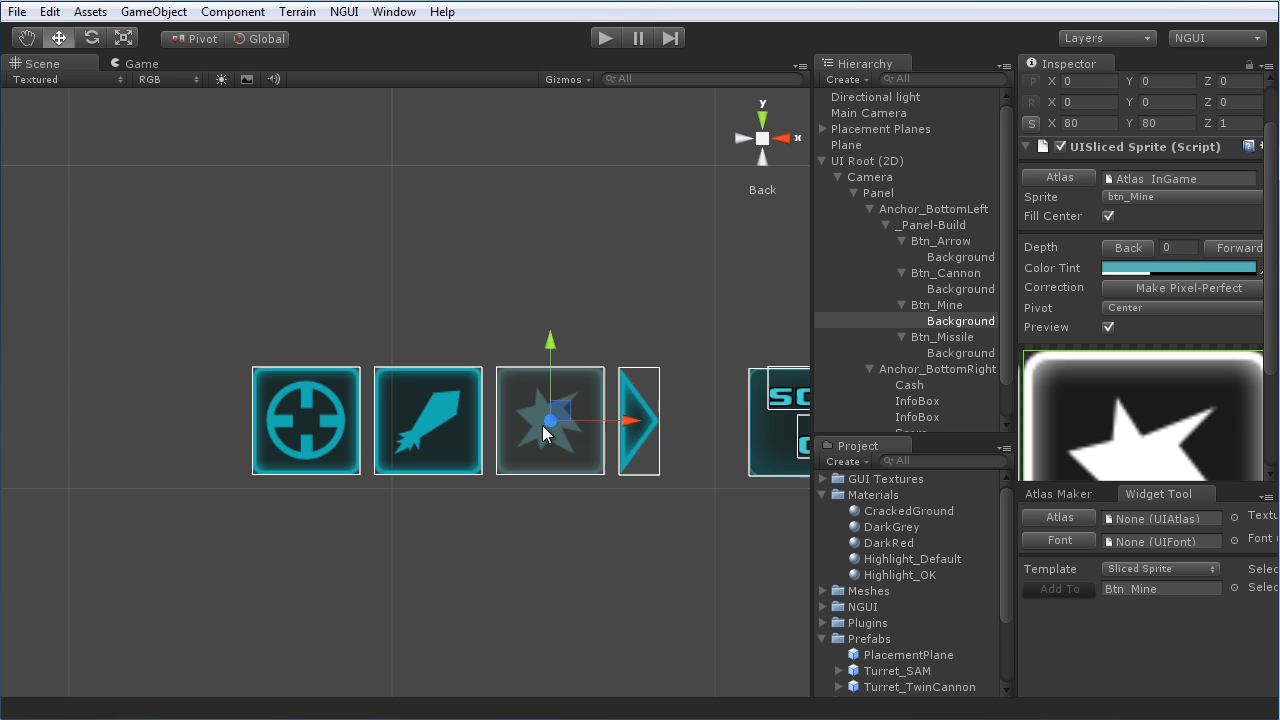 File Edit Assets GameObject Component Terrain NGUI Window Help
Pivot Global Layers NGUI
Scene Game
Textured RGB Gizmos All
y
x
Back
Hierarchy
Create All
Directional light
Main Camera
Placement Planes
Plane
UI Root (2D)
Camera
Panel
Anchor_BottomLeft
_Panel-Build
Btn_Arrow
Background
Btn_Cannon
Background
Btn_Mine
Background
Btn_Missile
Background
Anchor_BottomRight
Cash
InfoBox
InfoBox
Project
Create All
GUI Textures
Materials
CrackedGround
DarkGrey
DarkRed
Highlight_Default
Highlight_OK
Meshes
NGUI
Plugins
Prefabs
PlacementPlane
Turret_SAM
Turret_TwinCannon
Inspector
P X 0 Y 0 Z 0
R X 0 Y 0 Z 0
S X 80 Y 80 Z 1
UISliced Sprite (Script)
Atlas Atlas_InGame
Sprite btn_Mine
Fill Center
Depth Back 0 Forward
Color Tint
Correction Make Pixel-Perfect
Pivot Center
Preview
Atlas Maker Widget Tool
Atlas None (UIAtlas) Textu
Font None (UIFont) Font
Template Sliced Sprite Selec
Add To Btn_Mine Selec